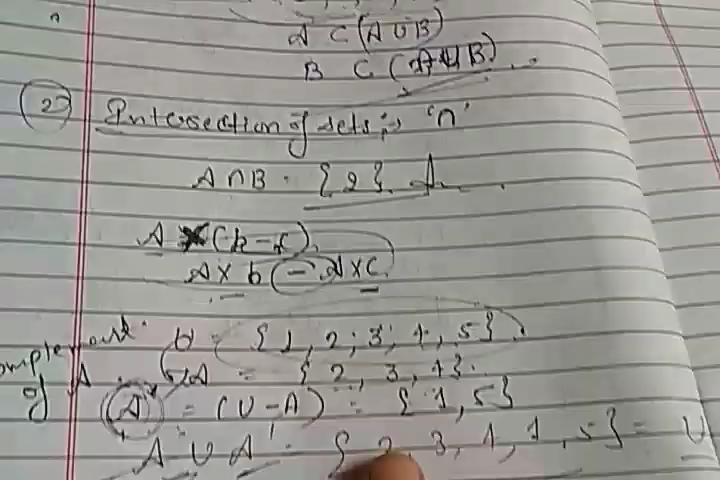 A ⊂ (A ∪ B)
B ⊂ (A ∪ B)
2) Intersection of sets : '∩'
A ∩ B = {2}
A × (b - c)
A × b - A × c
U = {1, 2, 3, 4, 5}
complement of A
A = {2, 3, 4}
A' = (U - A) = {1, 5}
A ∪ A' = {2, 3, 4, 1, 5} = U